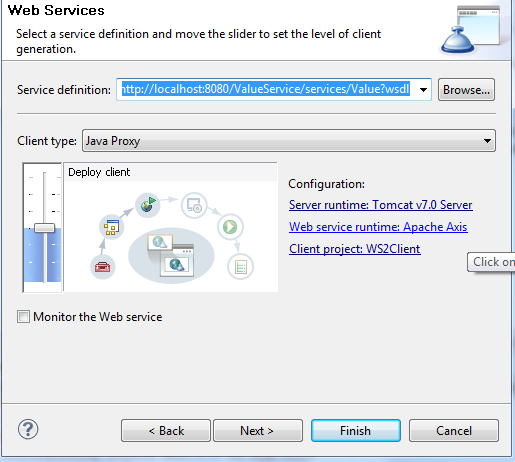 Web Services
Select a service definition and move the slider to set the level of client
generation.
Service definition: http://localhost:8080/ValueService/services/Value?wsdl Browse...
Client type: Java Proxy
Deploy client
Configuration:
Server runtime: Tomcat v7.0 Server
Web service runtime: Apache Axis
Client project: WS2Client
Click on
Monitor the Web service
? < Back Next > Finish Cancel